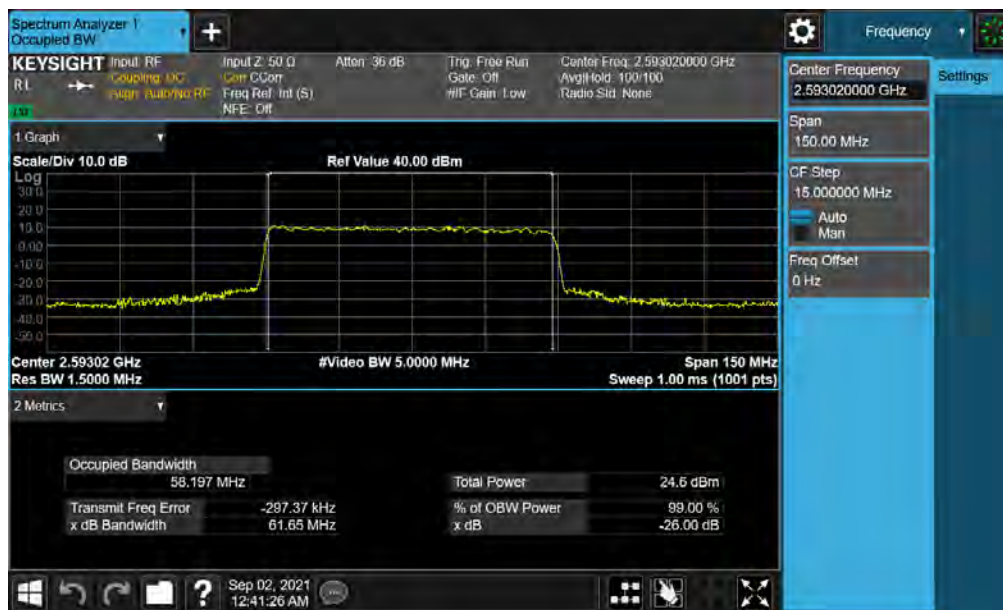 Spectrum Analyzer 1
Occupied BW
+
Frequency
KEYSIGHT Input: RF
Coupling: DC
Align: Auto/No RF
RL
Input Z: 50 Ω
Corr CCorr
Freq Ref: Int (S)
NFE: Off
Atten: 36 dB
Trig: Free Run
Gate: Off
#IF Gain: Low
Center Freq: 2.593020000 GHz
Avg|Hold: 100/100
Radio Std: None
1 Graph
Scale/Div 10.0 dB
Ref Value 40.00 dBm
Log
30.0
20.0
10.0
0.00
-10.0
-20.0
-30.0
-40.0
-50.0
Center 2.59302 GHz
#Video BW 5.0000 MHz
Span 150 MHz
Res BW 1.5000 MHz
Sweep 1.00 ms (1001 pts)
2 Metrics
Occupied Bandwidth
58.197 MHz
Total Power 24.6 dBm
Transmit Freq Error -297.37 kHz
% of OBW Power 99.00 %
x dB Bandwidth 61.65 MHz
x dB -26.00 dB
Sep 02, 2021
12:41:26 AM
?
Center Frequency
2.593020000 GHz
Settings
Span
150.00 MHz
CF Step
15.000000 MHz
Auto
Man
Freq Offset
0 Hz